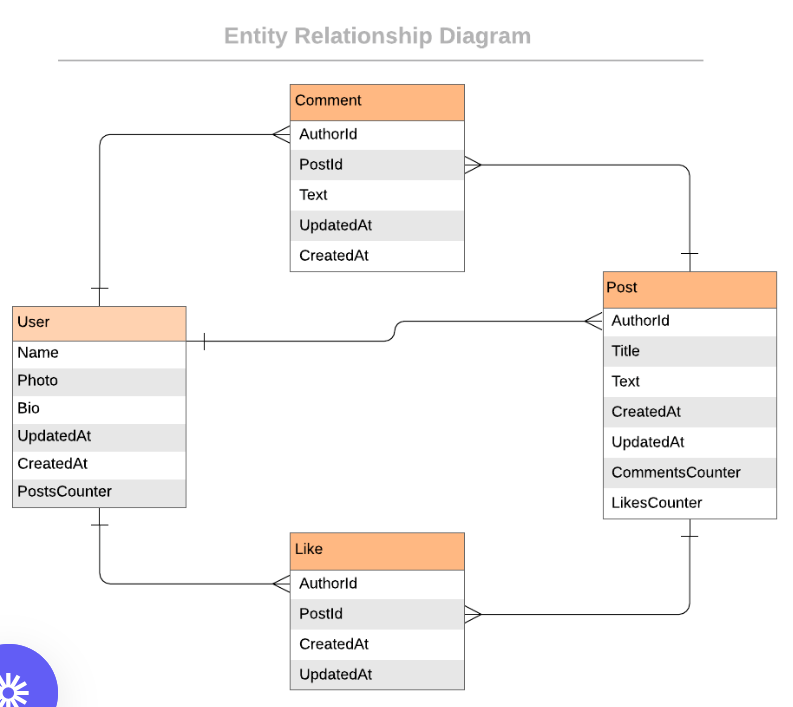 Entity Relationship Diagram
Comment
AuthorId
PostId
Text
UpdatedAt
CreatedAt
User
Name
Photo
Bio
UpdatedAt
CreatedAt
PostsCounter
Post
AuthorId
Title
Text
CreatedAt
UpdatedAt
CommentsCounter
LikesCounter
Like
AuthorId
PostId
CreatedAt
UpdatedAt